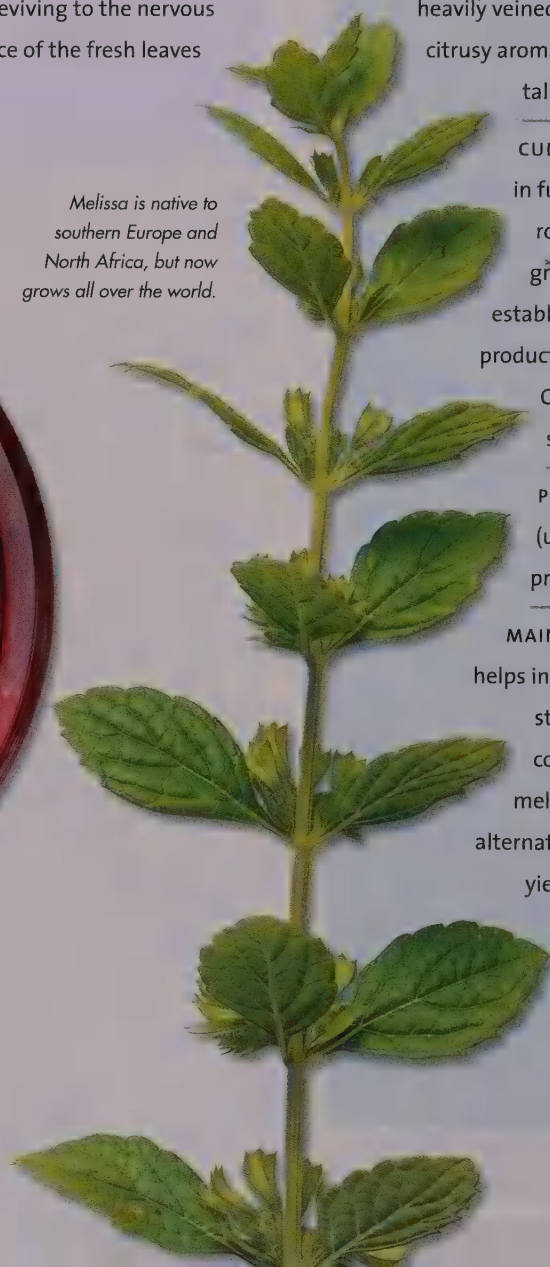 eviving to the nervous
ce of the fresh leaves
Melissa is native to
southern Europe and
North Africa, but now
grows all over the world.
heavily veined
citrusy arom
tal
CU
in fu
ro
gr
establ
product
s
P
(u
pr
MAIN
helps in
st
co
mel
alternat
yie